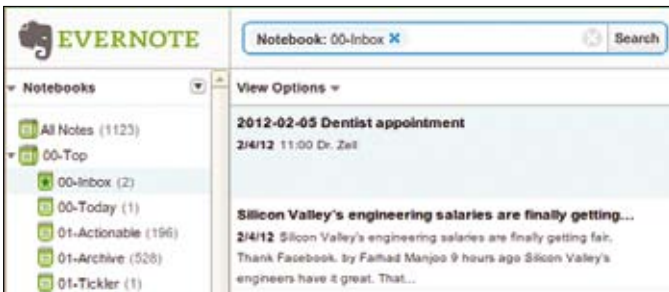 EVERNOTE
Notebook: 00-Inbox
Search
Notebooks
All Notes (1123)
00-Top
00-Inbox (2)
00-Today (1)
01-Actionable (196)
01-Archive (528)
01-Tickler (1)
View Options
2012-02-05 Dentist appointment
2/4/12 11:00 Dr. Zell
Silicon Valley's engineering salaries are finally getting...
2/4/12 Silicon Valley's engineering salaries are finally getting fair.
Thank Facebook. by Farhad Manjoo 9 hours ago Silicon Valley's
engineers have it great. That...